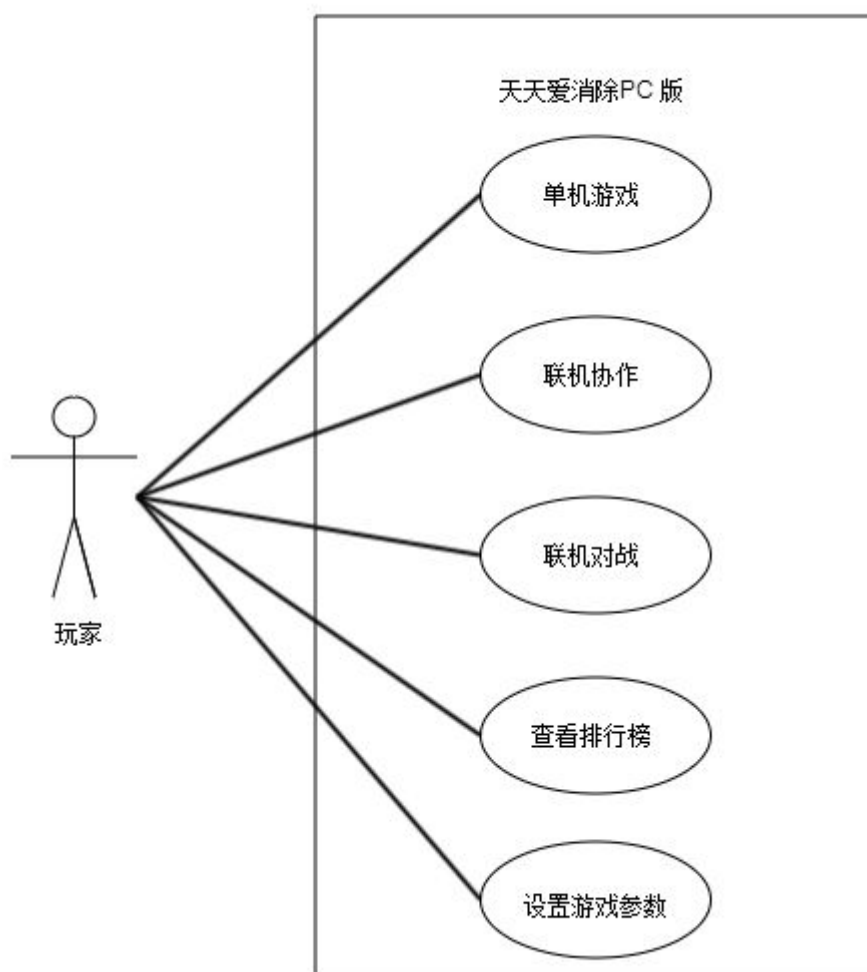 天天爱消除PC 版
单机游戏
联机协作
联机对战
玩家
查看排行榜
设置游戏参数